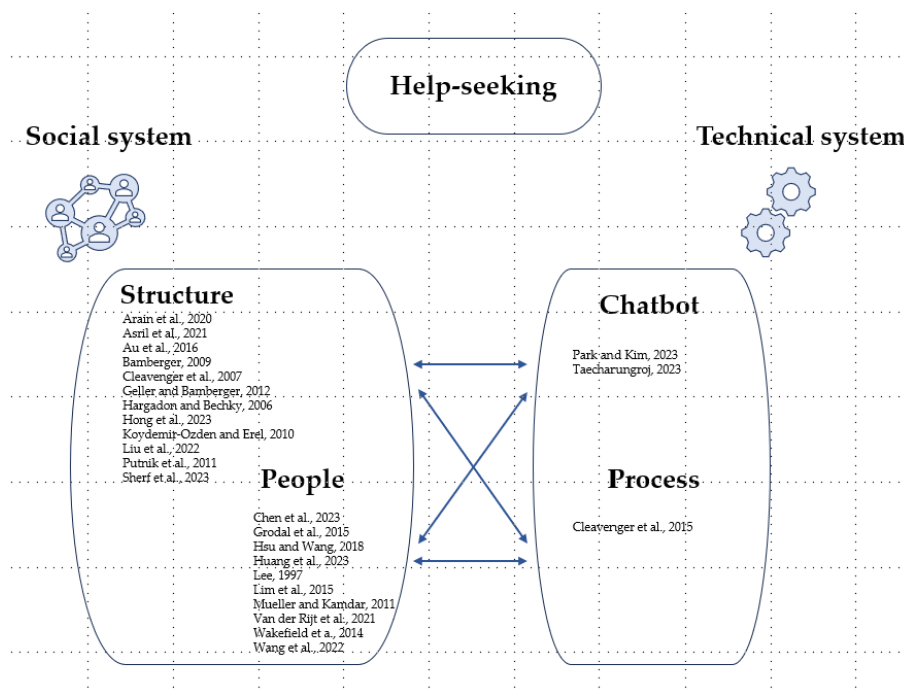 Help-seeking
Social system
Technical system
Structure
Arain et al., 2020
Asril et al., 2021
Au et al., 2016
Bamberger, 2009
Cleavenger et al., 2007
Geller and Bamberger, 2012
Hargadon and Bechky, 2006
Hong et al., 2023
Koydemir-Ozden and Erel, 2010
Liu et al., 2022
Putnik et al., 2011
Sherf et al., 2023
People
Chen et al., 2023
Grodal et al., 2015
Hsu and Wang, 2018
Huang et al., 2023
Lee, 1997
Lim et al., 2015
Mueller and Kamdar, 2011
Van der Rijt et al., 2021
Wakefield et a., 2014
Wang et al., 2022
Chatbot
Park and Kim, 2023
Taecharungroj, 2023
Process
Cleavenger et al., 2015